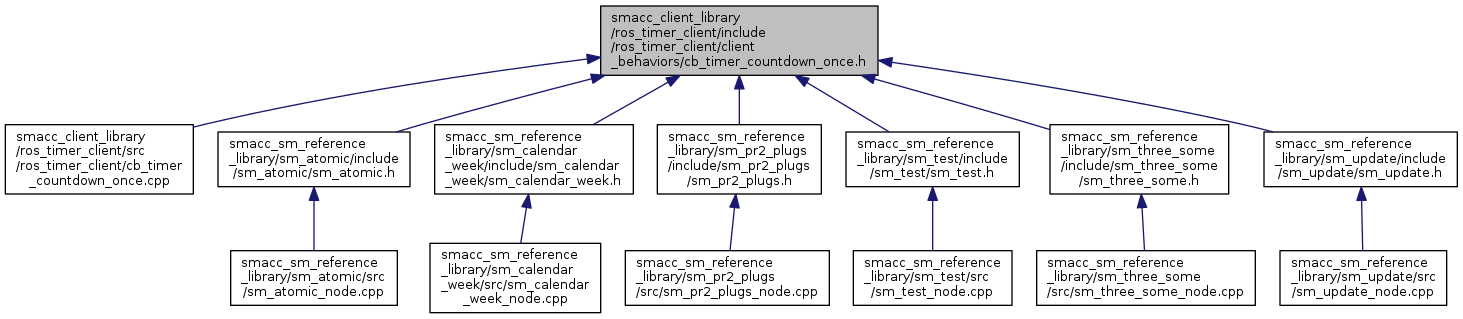 smacc_client_library
/ros_timer_client/include
/ros_timer_client/client
_behaviors/cb_timer_countdown_once.h
smacc_client_library
/ros_timer_client/src
/ros_timer_client/cb_timer
_countdown_once.cpp
smacc_sm_reference
_library/sm_atomic/include
/sm_atomic/sm_atomic.h
smacc_sm_reference
_library/sm_calendar
_week/include/sm_calendar
_week/sm_calendar_week.h
smacc_sm_reference
_library/sm_pr2_plugs
/include/sm_pr2_plugs
/sm_pr2_plugs.h
smacc_sm_reference
_library/sm_test/include
/sm_test/sm_test.h
smacc_sm_reference
_library/sm_three_some
/include/sm_three_some
/sm_three_some.h
smacc_sm_reference
_library/sm_update/include
/sm_update/sm_update.h
smacc_sm_reference
_library/sm_atomic/src
/sm_atomic_node.cpp
smacc_sm_reference
_library/sm_calendar
_week/src/sm_calendar
_week_node.cpp
smacc_sm_reference
_library/sm_pr2_plugs
/src/sm_pr2_plugs_node.cpp
smacc_sm_reference
_library/sm_test/src
/sm_test_node.cpp
smacc_sm_reference
_library/sm_three_some
/src/sm_three_some_node.cpp
smacc_sm_reference
_library/sm_update/src
/sm_update_node.cpp